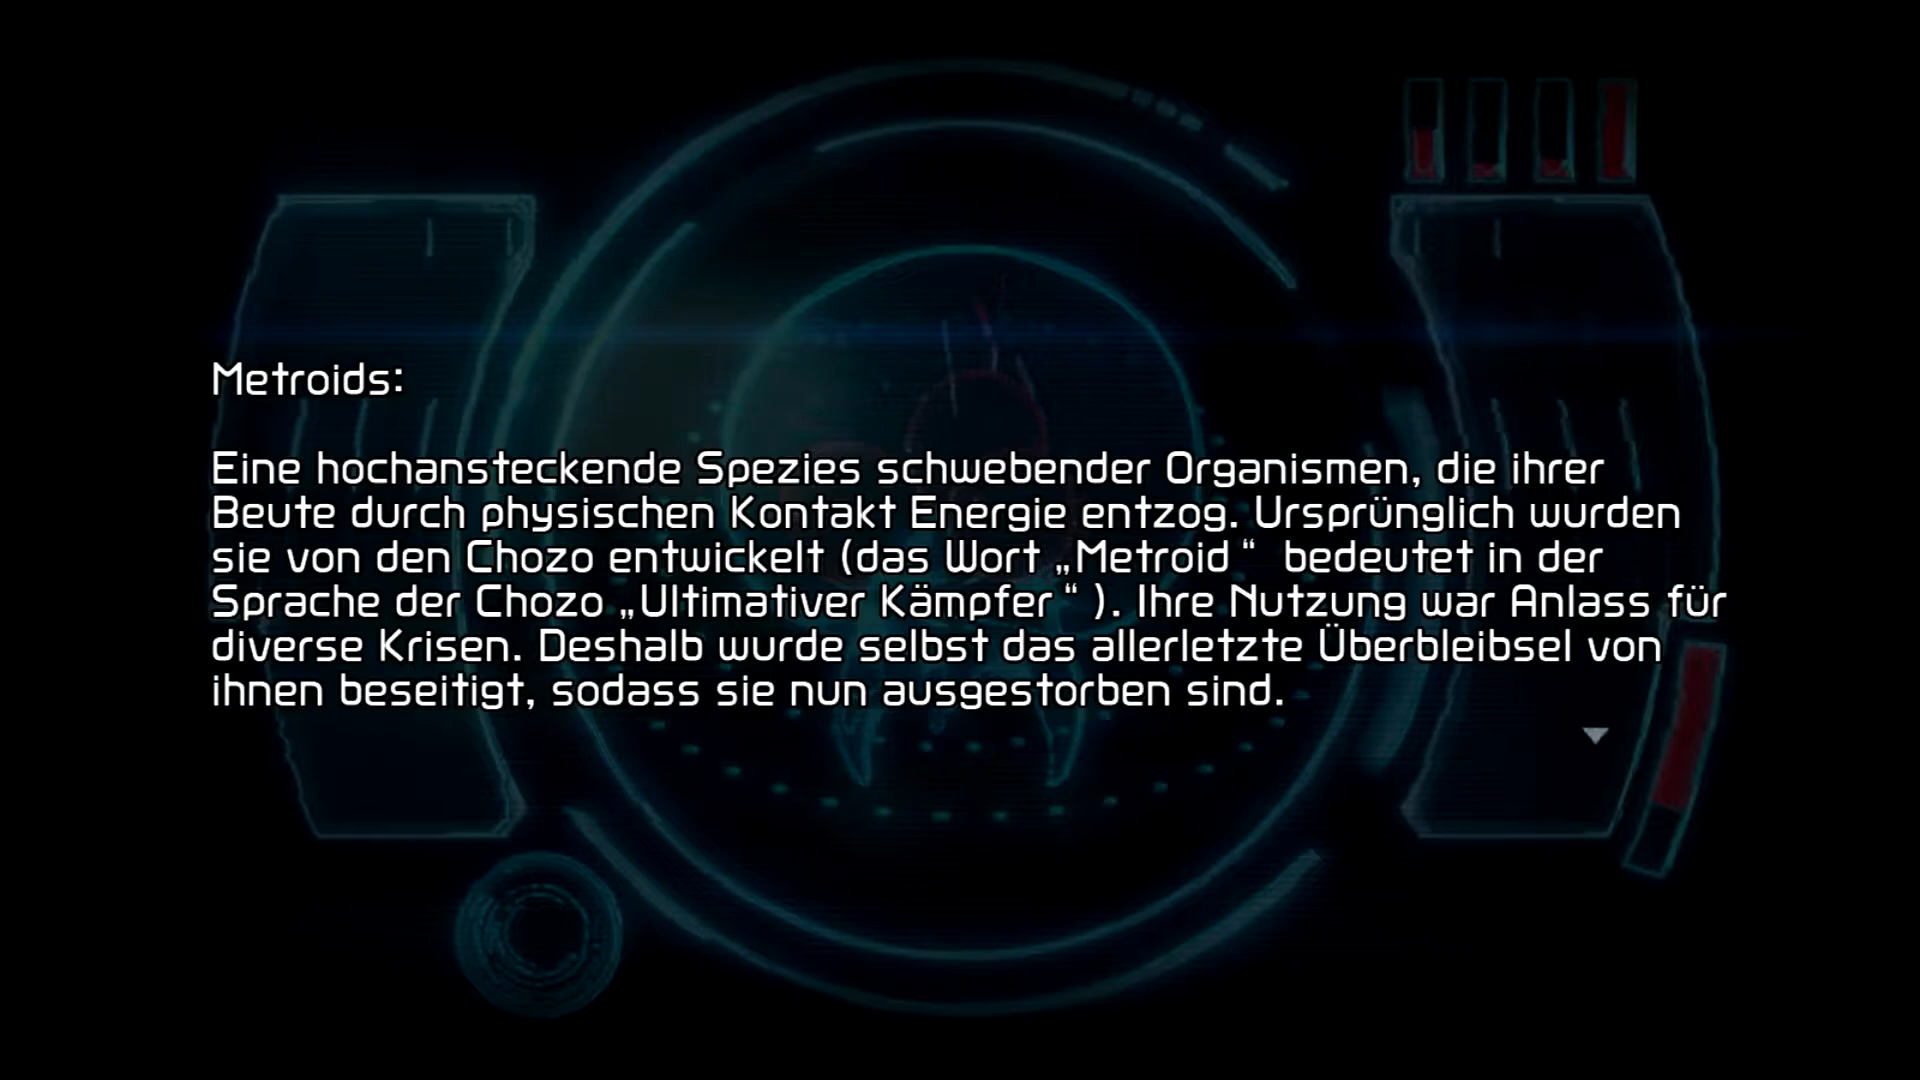 Metroids:
Eine hochansteckende Spezies schwebender Organismen, die ihrer
Beute durch physischen Kontakt Energie entzog. Ursprünglich wurden
sie von den Chozo entwickelt (das Wort „Metroid“ bedeutet in der
Sprache der Chozo „Ultimativer Kämpfer“ ). Ihre Nutzung war Anlass für
diverse Krisen. Deshalb wurde selbst das allerletzte Überbleibsel von
ihnen beseitigt, sodass sie nun ausgestorben sind.